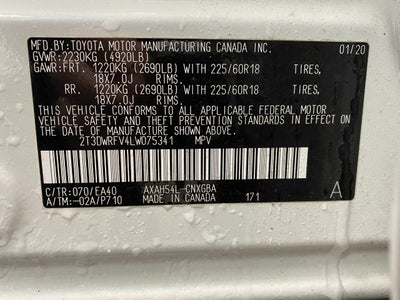 MFD. BY:TOYOTA MOTOR MANUFACTURING CANADA INC. 01/20
GVWR:2230KG (4920LB)
GAWR:FRT. 1220KG (2690LB) WITH 225/60R18 TIRES,
18X7.0J RIMS.
RR. 1220KG (2690LB) WITH 225/60R18 TIRES,
18X7.0J RIMS.
THIS VEHICLE CONFORMS TO ALL APPLICABLE FEDERAL MOTOR
VEHICLE SAFETY AND THEFT PREVENTION STANDARDS IN EFFECT
ON THE DATE OF MANUFACTURE SHOWN ABOVE.
2T3DWRFV4LW075341 MPV
C/TR:070/EA40 AXAH54L-CNXGBA A
A/TM:-02A/P710 MADE IN CANADA 171